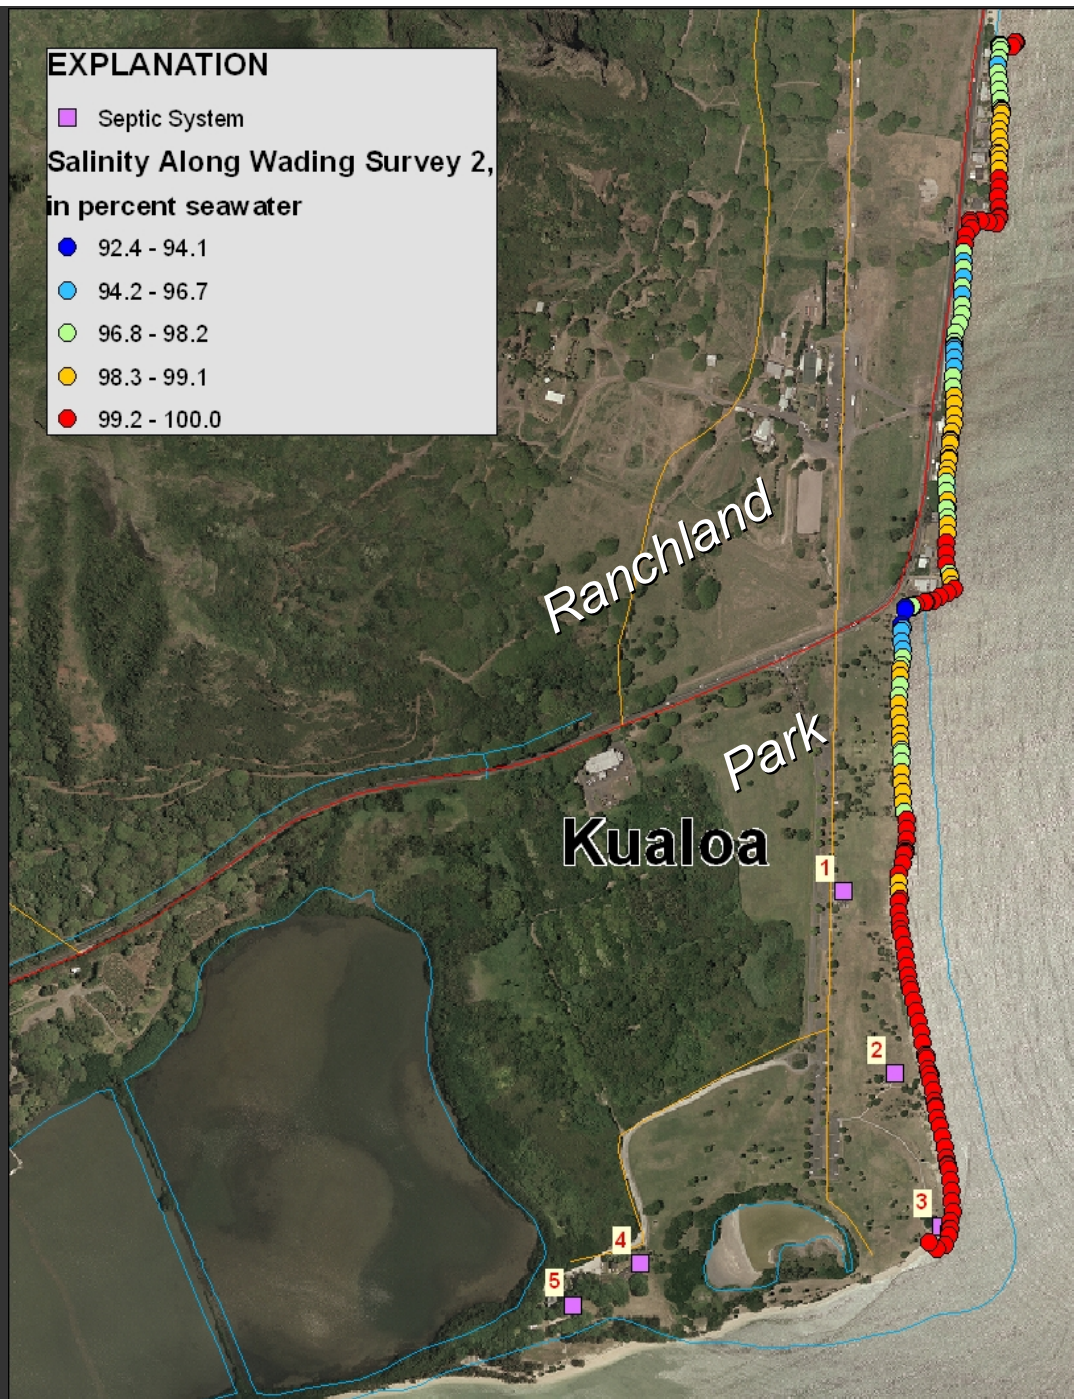 EXPLANATION
Septic System
Salinity Along Wading Survey 2,
in percent seawater
92.4 - 94.1
94.2 - 96.7
96.8 - 98.2
98.3 - 99.1
99.2 - 100.0
Ranchland
Park
Kualoa
1
2
3
4
5